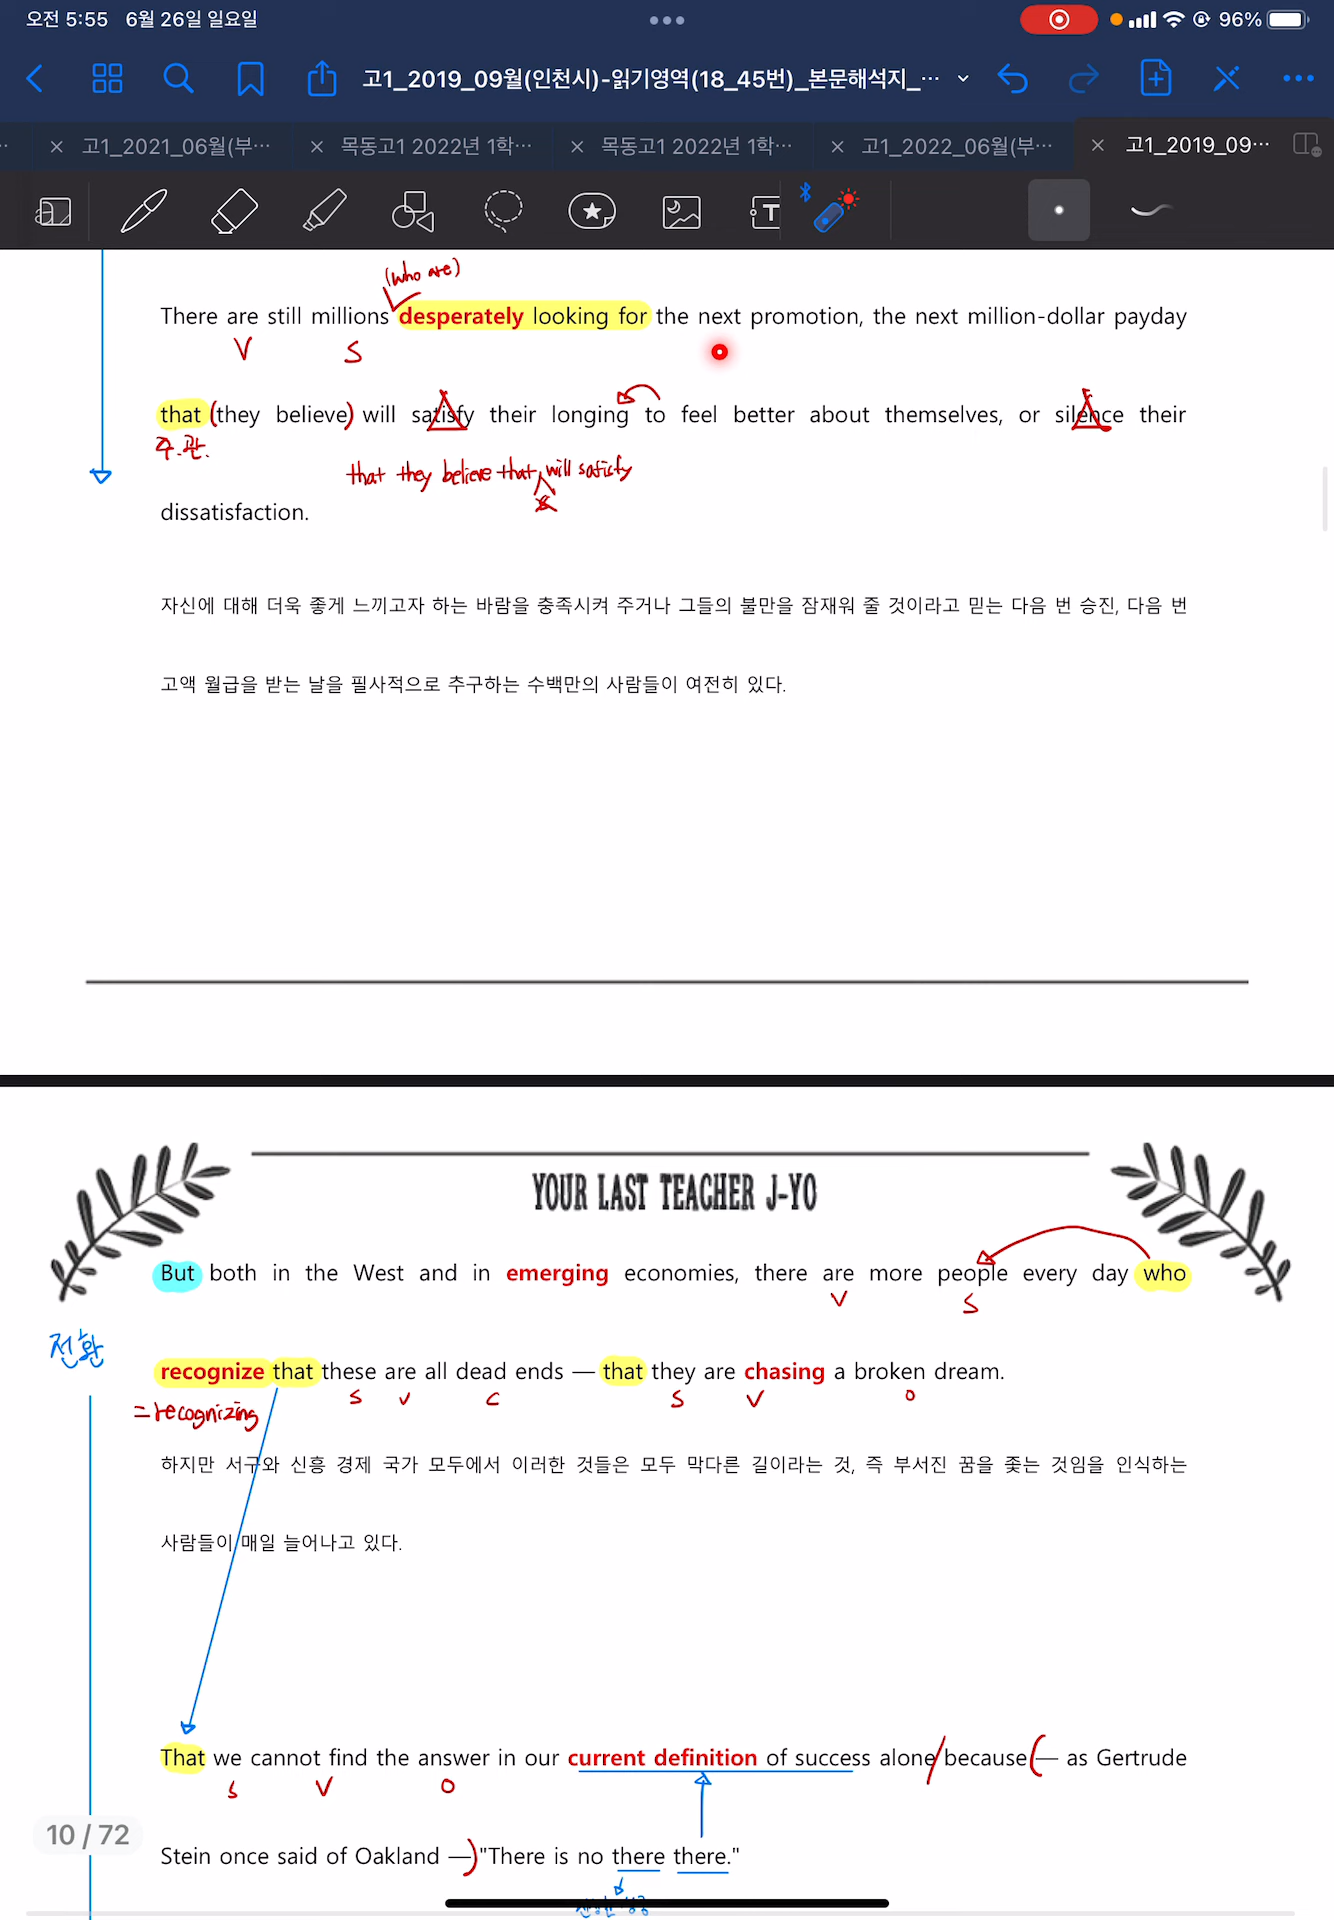 오전 5:55 6월 26일 일요일 96%
고1_2019_09월(인천시)-읽기영역(18_45번)_본문해석지_···
고1_2021_06월(부··· 목동고1 2022년 1학··· 목동고1 2022년 1학··· 고1_2022_06월(부··· 고1_2019_09···
(who are)
There are still millions desperately looking for the next promotion, the next million-dollar payday
V S
that (they believe) will satisfy their longing to feel better about themselves, or silence their
주.관.
that they believe that will satisfy
dissatisfaction.
자신에 대해 더욱 좋게 느끼고자 하는 바람을 충족시켜 주거나 그들의 불만을 잠재워 줄 것이라고 믿는 다음 번 승진, 다음 번
고액 월급을 받는 날을 필사적으로 추구하는 수백만의 사람들이 여전히 있다.
YOUR LAST TEACHER J-YO
But both in the West and in emerging economies, there are more people every day who
V S
전환
recognize that these are all dead ends — that they are chasing a broken dream.
S V C S V O
=recognizing
하지만 서구와 신흥 경제 국가 모두에서 이러한 것들은 모두 막다른 길이라는 것, 즉 부서진 꿈을 좇는 것임을 인식하는
사람들이 매일 늘어나고 있다.
That we cannot find the answer in our current definition of success alone/because(— as Gertrude
S V O
10 / 72
Stein once said of Oakland —)"There is no there there."